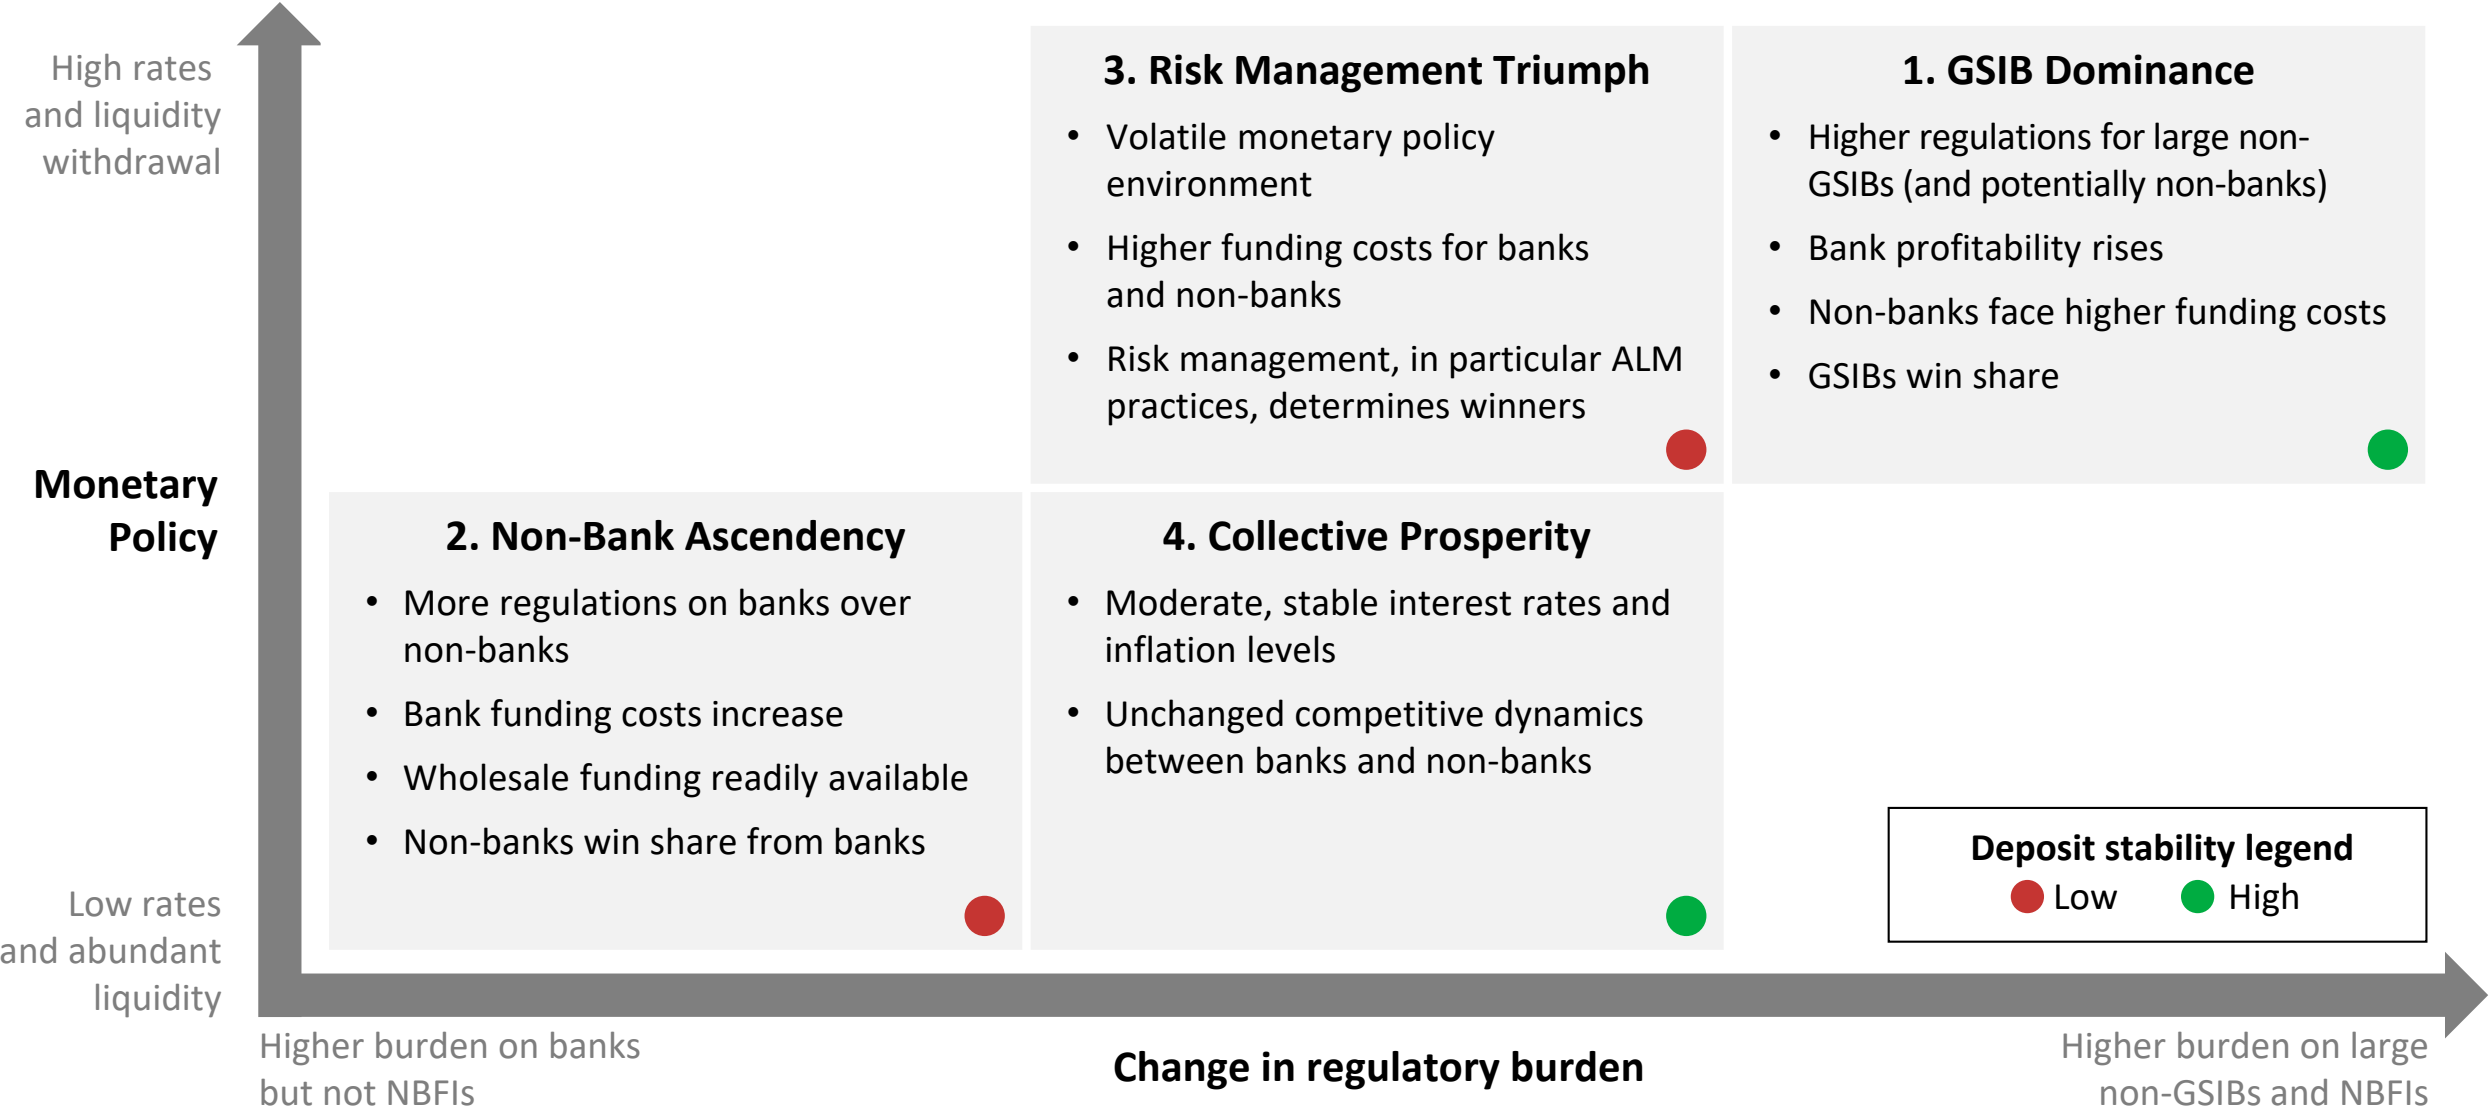 High rates
and liquidity
withdrawal
Monetary
Policy
Low rates
and abundant
liquidity
3. Risk Management Triumph
• Volatile monetary policy
environment
• Higher funding costs for banks
and non-banks
• Risk management, in particular ALM
practices, determines winners
1. GSIB Dominance
• Higher regulations for large non-
GSIBs (and potentially non-banks)
• Bank profitability rises
• Non-banks face higher funding costs
• GSIBs win share
2. Non-Bank Ascendency
• More regulations on banks over
non-banks
• Bank funding costs increase
• Wholesale funding readily available
• Non-banks win share from banks
4. Collective Prosperity
• Moderate, stable interest rates and
inflation levels
• Unchanged competitive dynamics
between banks and non-banks
Deposit stability legend
Low High
Higher burden on banks
but not NBFIs
Change in regulatory burden
Higher burden on large
non-GSIBs and NBFIs